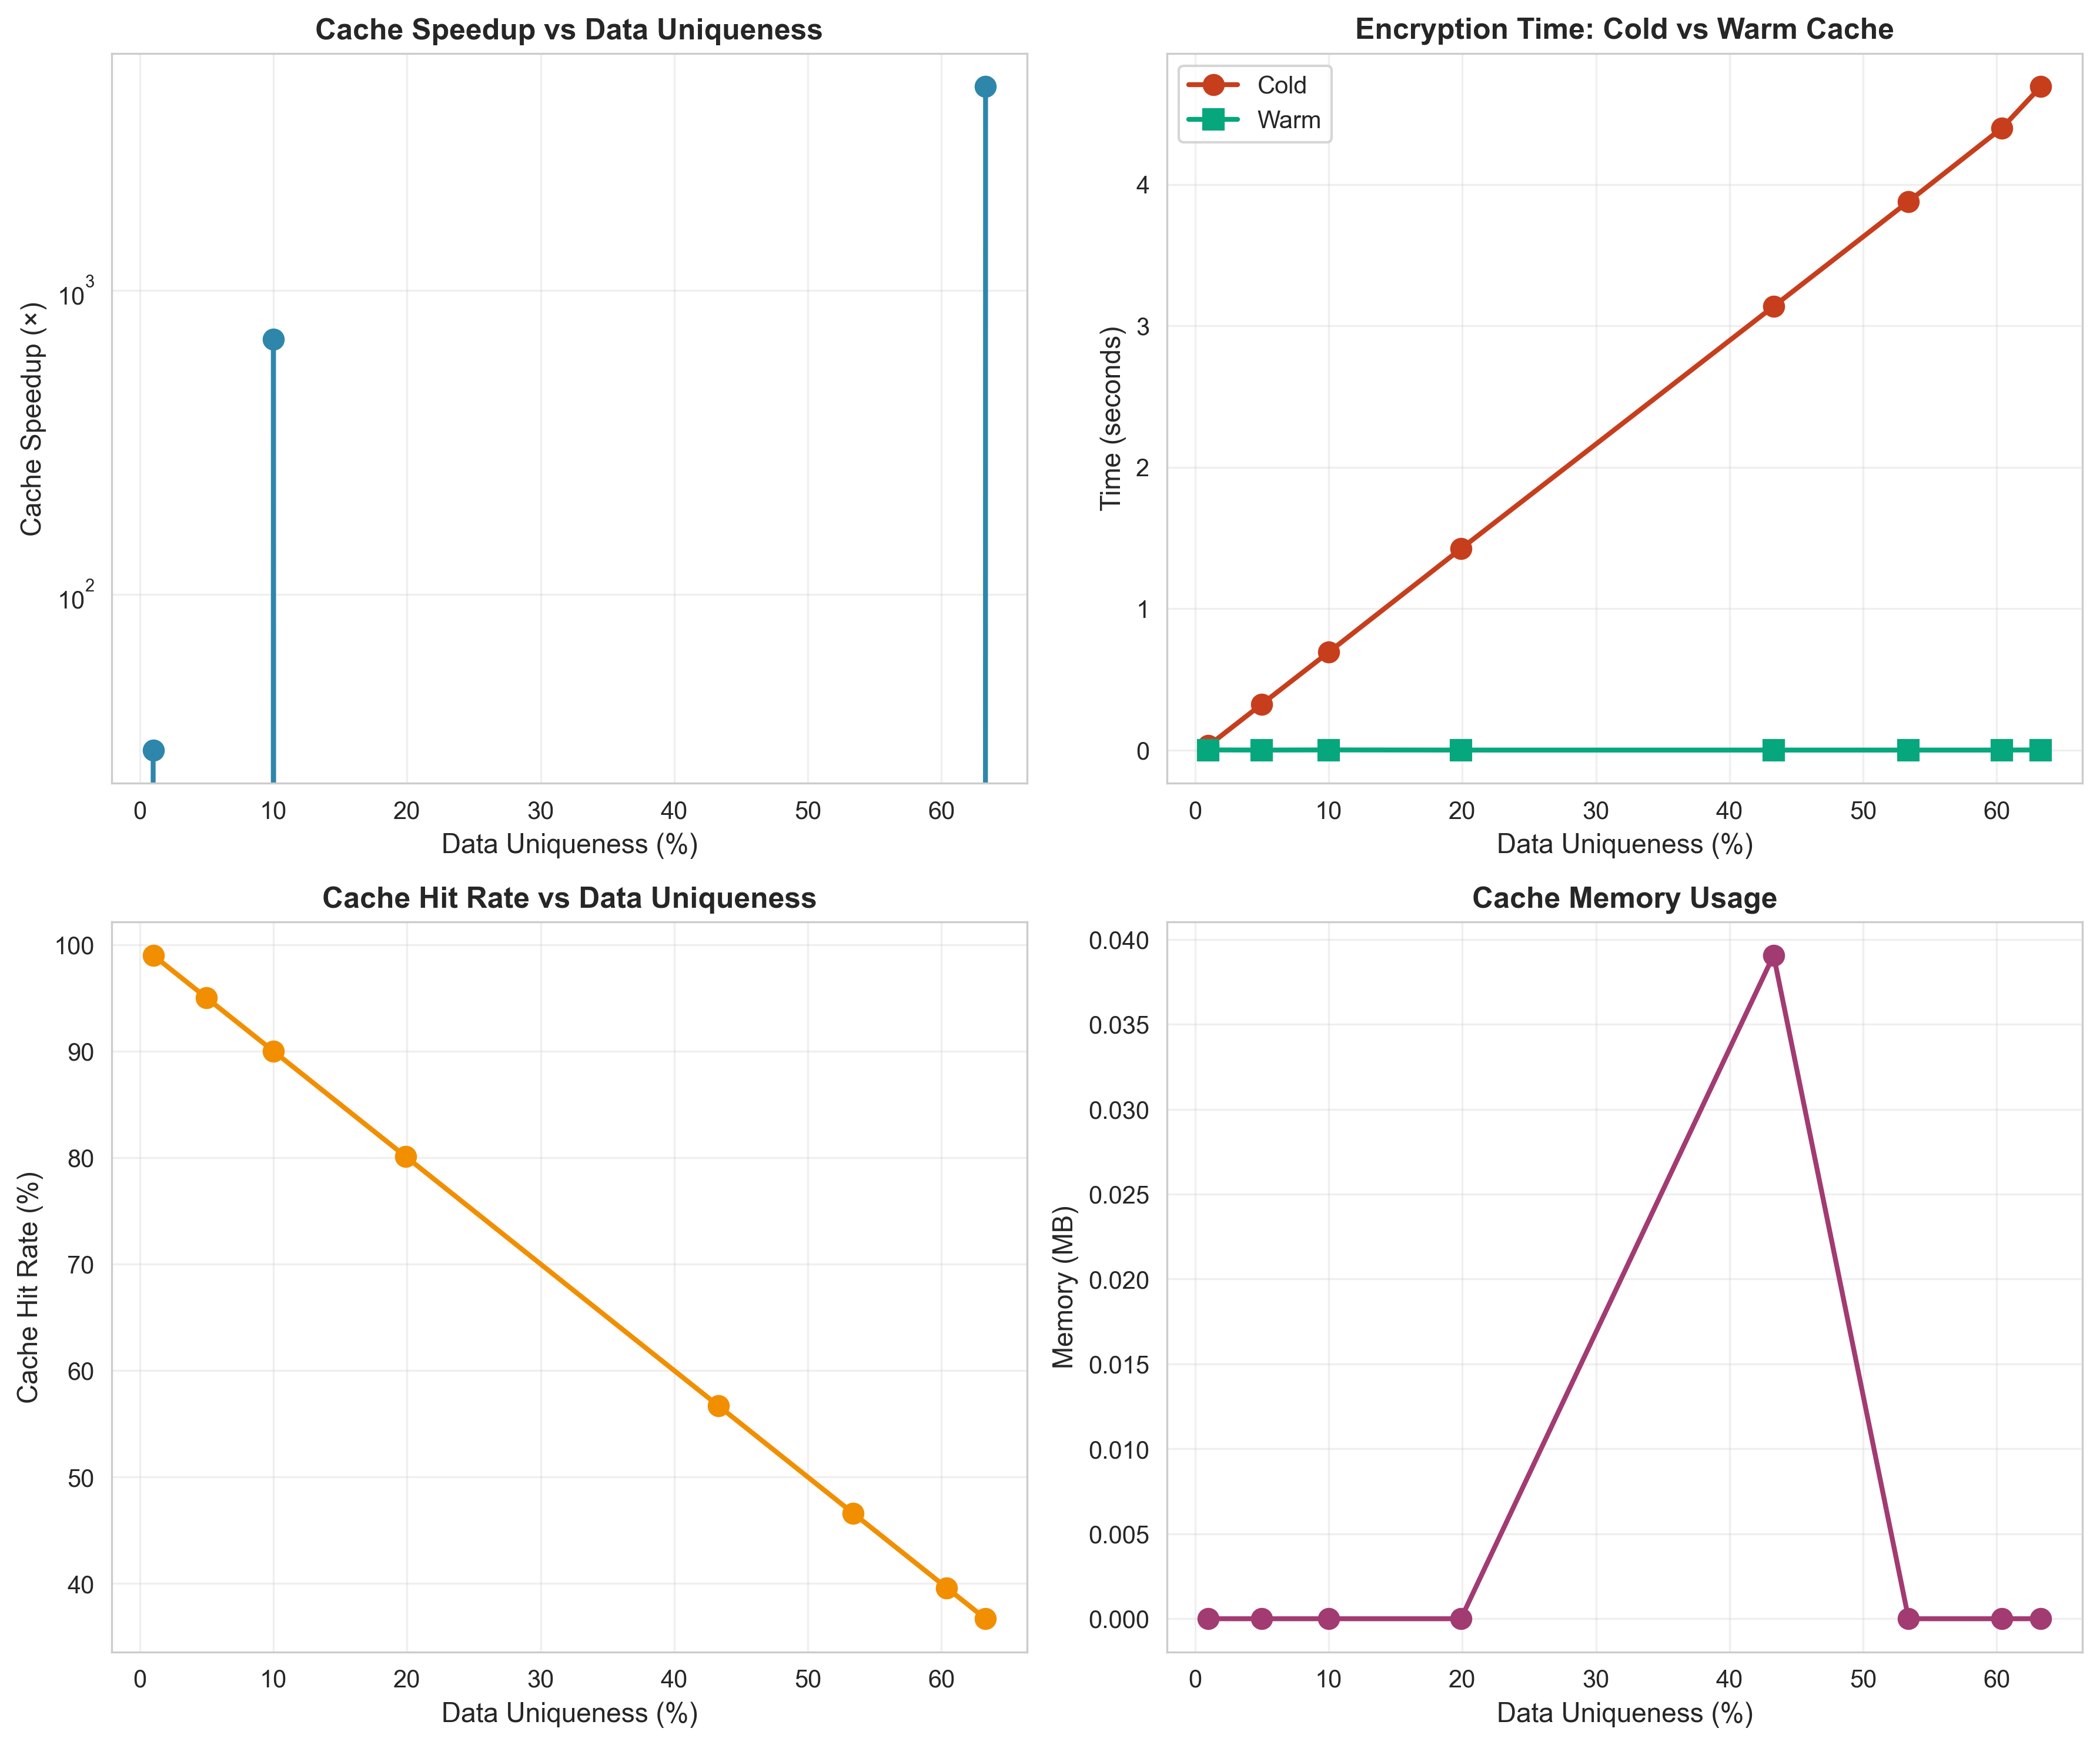 Cache Speedup vs Data Uniqueness
Cache Speedup (×)
10³
10²
0 10 20 30 40 50 60
Data Uniqueness (%)
Encryption Time: Cold vs Warm Cache
Cold
Warm
Time (seconds)
4
3
2
1
0
0 10 20 30 40 50 60
Data Uniqueness (%)
Cache Hit Rate vs Data Uniqueness
Cache Hit Rate (%)
100
90
80
70
60
50
40
0 10 20 30 40 50 60
Data Uniqueness (%)
Cache Memory Usage
Memory (MB)
0.040
0.035
0.030
0.025
0.020
0.015
0.010
0.005
0.000
0 10 20 30 40 50 60
Data Uniqueness (%)